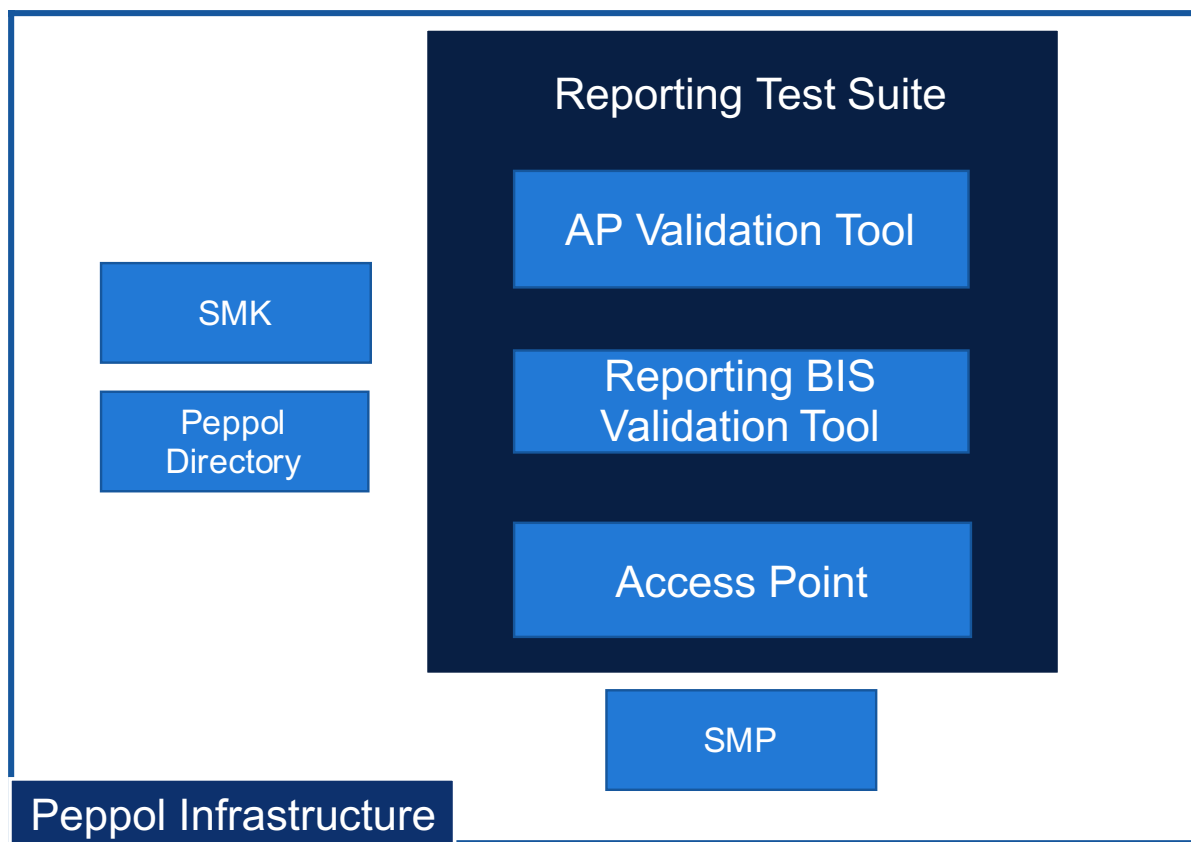 Reporting Test Suite
AP Validation Tool
SMK
Reporting BIS
Validation Tool
Peppol
Directory
Access Point
SMP
Peppol Infrastructure